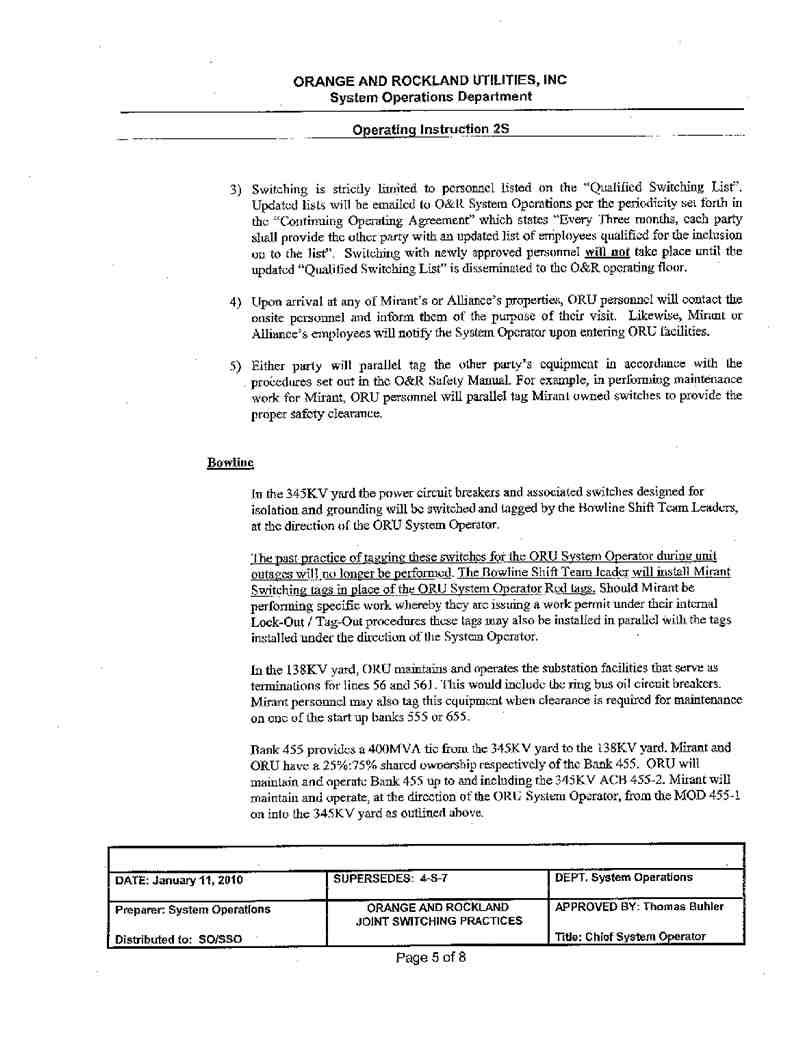 ORANGE AND ROCKLAND UTILITIES, INC
System Operations Department
Operating Instruction 2S
3) Switching is strictly limited to personnel listed on the “Qualified Switching List”.
Updated lists will be emailed to O&R System Operations per the periodicity set forth in
the “Continuing Operating Agreement” which states “Every Three months, each party
shall provide the other party with an updated list of employees qualified for the inclusion
on to the list”. Switching with newly approved personnel will not take place until the
updated “Qualified Switching List” is disseminated to the O&R operating floor.
4) Upon arrival at any of Mirant’s or Alliance’s properties, ORU personnel will contact the
onsite personnel and inform them of the purpose of their visit. Likewise, Mirant or
Alliance’s employees will notify the System Operator upon entering ORU facilities.
5) Either party will parallel tag the other party’s equipment in accordance with the
procedures set out in the O&R Safety Manual. For example, in performing maintenance
work for Mirant, ORU personnel will parallel tag Mirant owned switches to provide the
proper safety clearance.
Bowline
In the 345KV yard the power circuit breakers and associated switches designed for
isolation and grounding will be switched and tagged by the Bowline Shift Team Leaders,
at the direction of the ORU System Operator.
The past practice of tagging these switches for the ORU System Operator during unit
outages will no longer be performed. The Bowline Shift Team leader will install Mirant
Switching tags in place of the ORU System Operator Red tags. Should Mirant be
performing specific work whereby they are issuing a work permit under their internal
Lock-Out / Tag-Out procedures these tags may also be installed in parallel with the tags
installed under the direction of the System Operator.
In the 138KV yard, ORU maintains and operates the substation facilities that serve as
terminations for lines 56 and 561. This would include the ring bus oil circuit breakers.
Mirant personnel may also tag this equipment when clearance is required for maintenance
on one of the start up banks 555 or 655.
Bank 455 provides a 400MVA tie from the 345KV yard to the 138KV yard. Mirant and
ORU have a 25%:75% shared ownership respectively of the Bank 455. ORU will
maintain and operate Bank 455 up to and including the 345KV ACB 455-2. Mirant will
maintain and operate, at the direction of the ORU System Operator, from the MOD 455-1
on into the 345KV yard as outlined above.
DATE: January 11, 2010
SUPERSEDES: 4-S-7
DEPT. System Operations
Preparer: System Operations
Distributed to: SO/SSO
ORANGE AND ROCKLAND
JOINT SWITCHING PRACTICES
APPROVED BY: Thomas Buhler
Title: Chief System Operator
Page 5 of 8